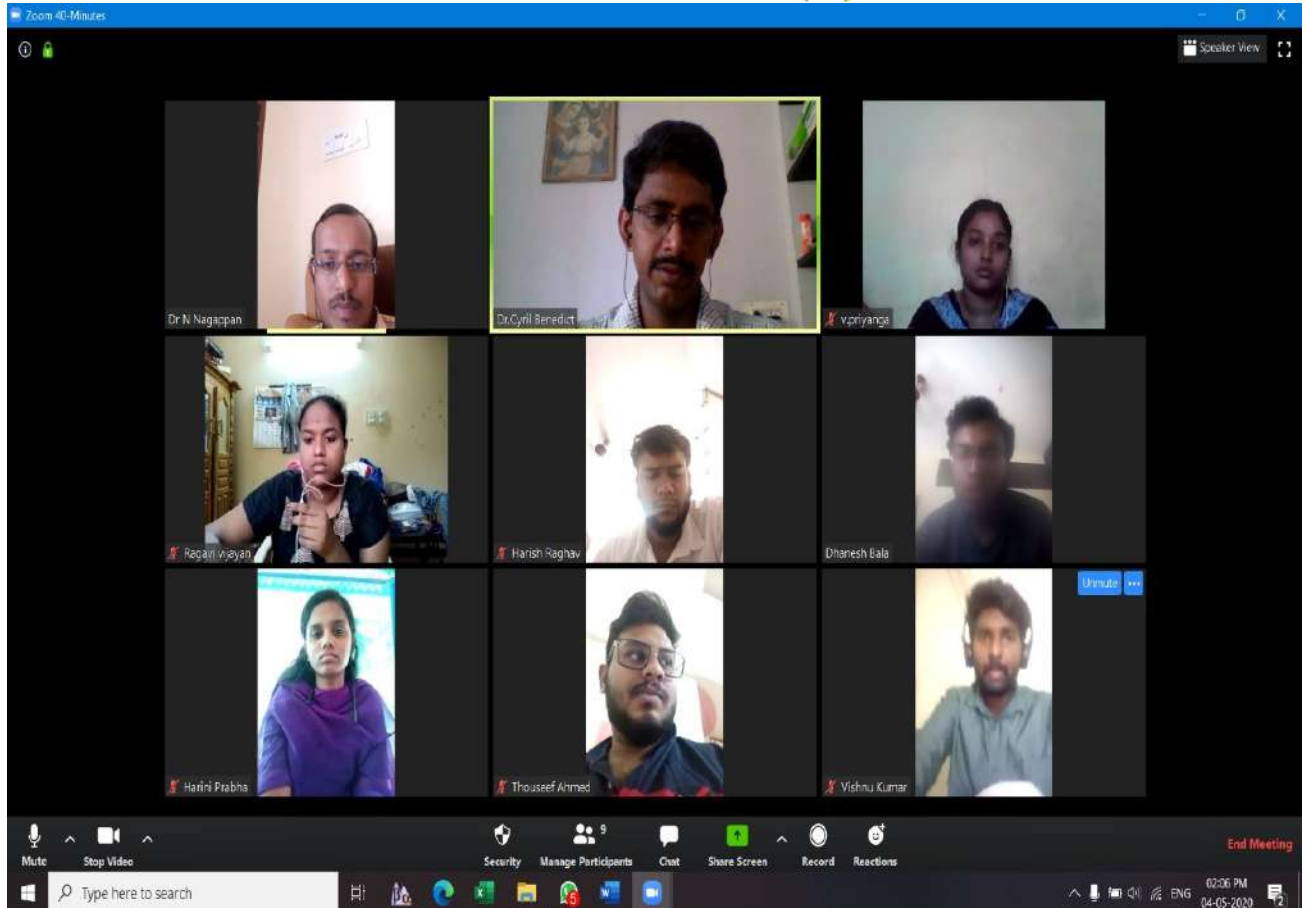 Zoom 40-Minutes
Speaker View
Dr N Nagappan
Dr.Cyril Benedict
v.priyanga
Ragavi vijayan
Harish Raghav
Dhanesh Bala
Unmute
Harini Prabha
Thouseef Ahmed
Vishnu Kumar
9
Mute
Stop Video
Security
Manage Participants
Chat
Share Screen
Record
Reactions
End Meeting
Type here to search
5
ENG
02:06 PM
04-05-2020
2